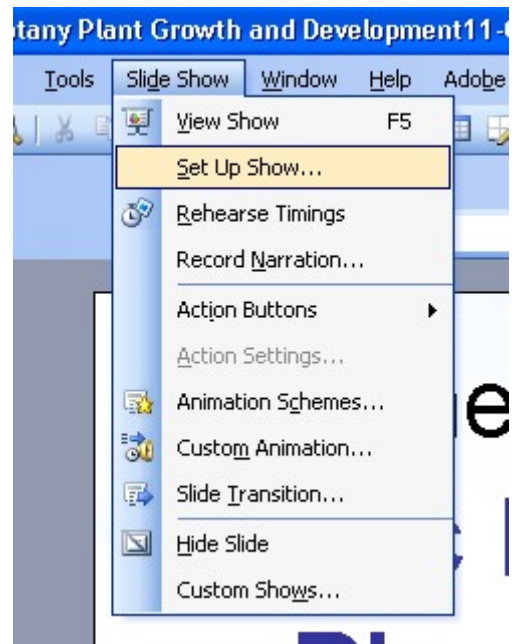 tany Plant Growth and Development11-
Tools Slide Show Window Help Adobe
View Show F5
Set Up Show...
Rehearse Timings
Record Narration...
Action Buttons
Action Settings...
Animation Schemes...
Custom Animation...
Slide Transition...
Hide Slide
Custom Shows...